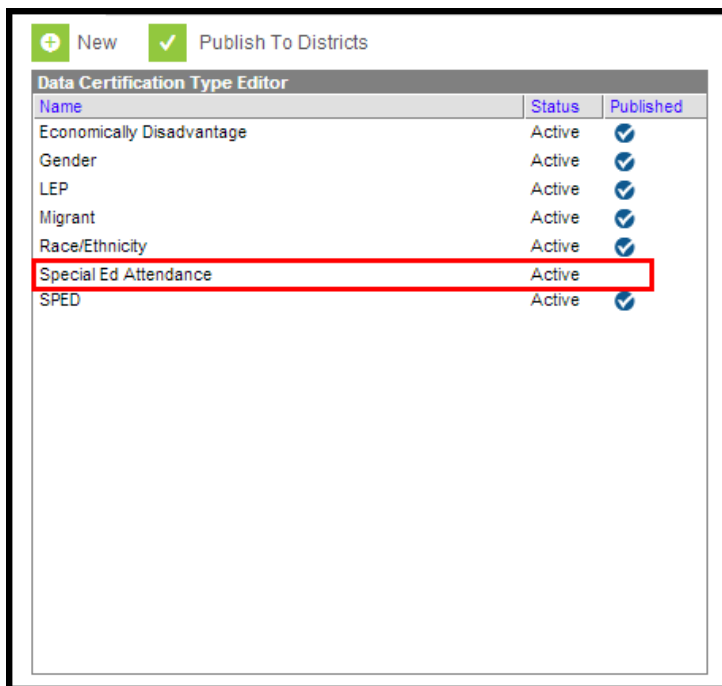 New Publish To Districts
Data Certification Type Editor
Name Status Published
Economically Disadvantage Active
Gender Active
LEP Active
Migrant Active
Race/Ethnicity Active
Special Ed Attendance Active
SPED Active